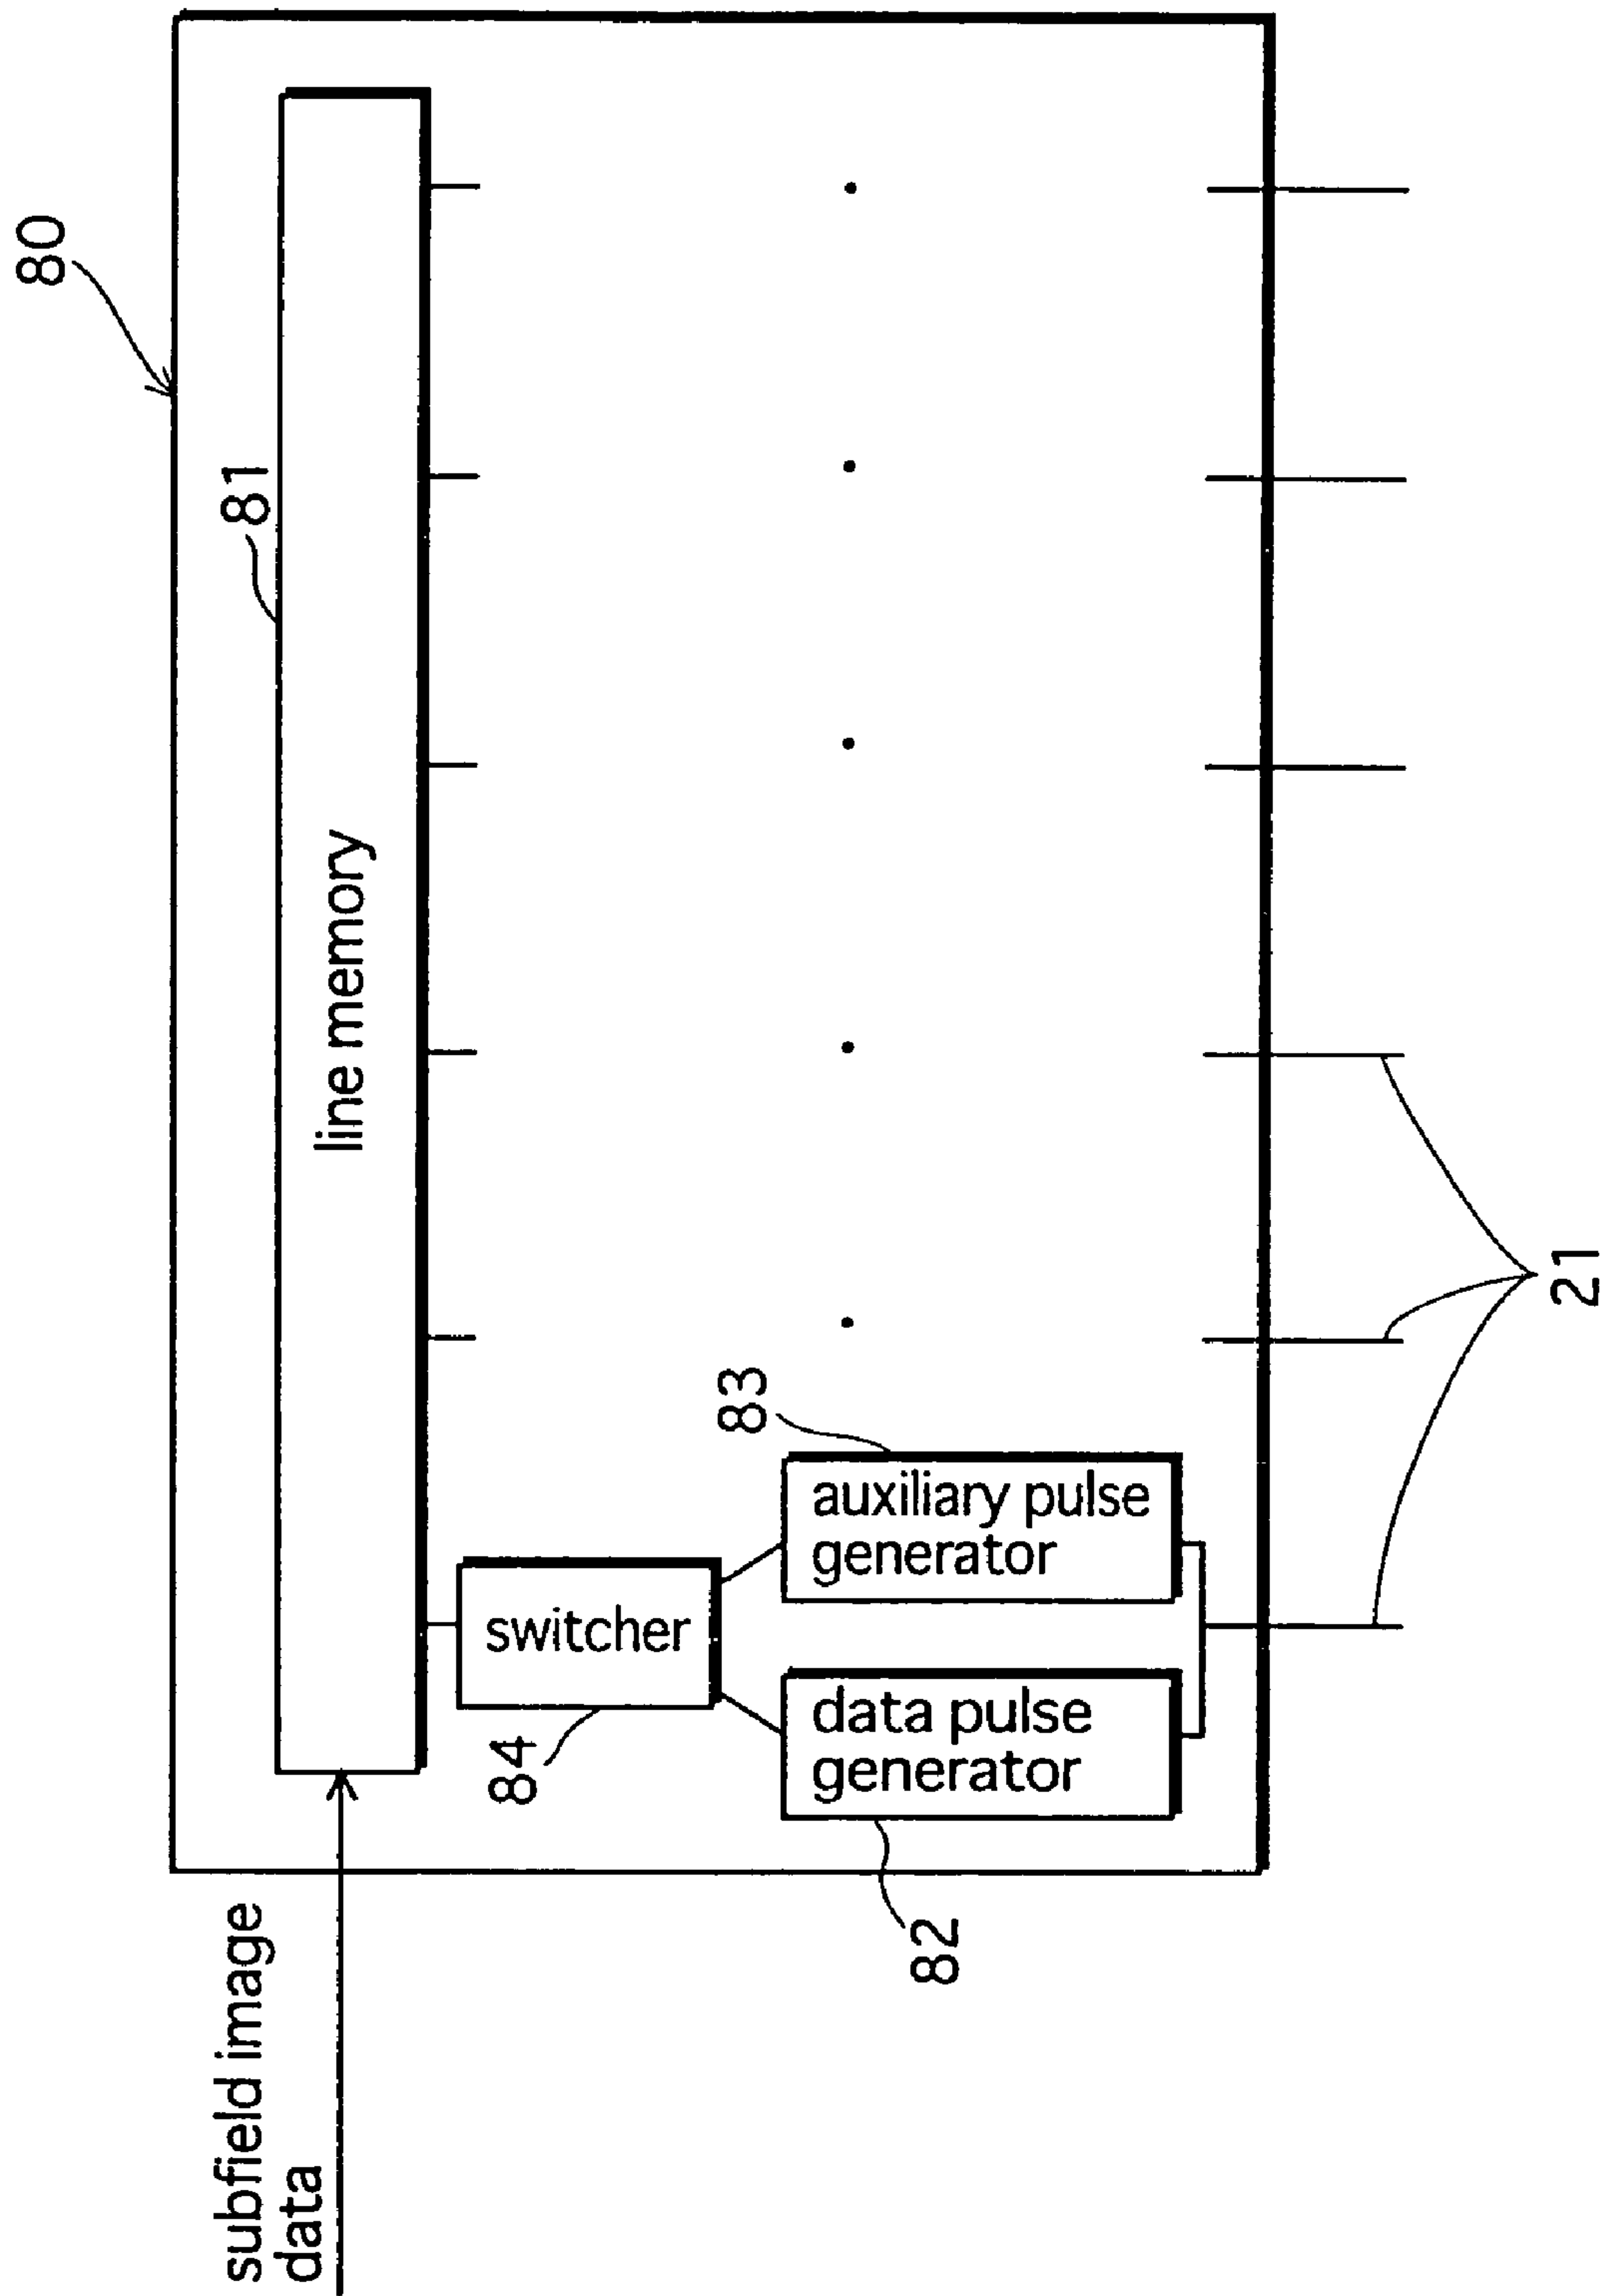 80
81
subfield image
data
line memory
84
switcher
83
auxiliary pulse
generator
data pulse
generator
82
21